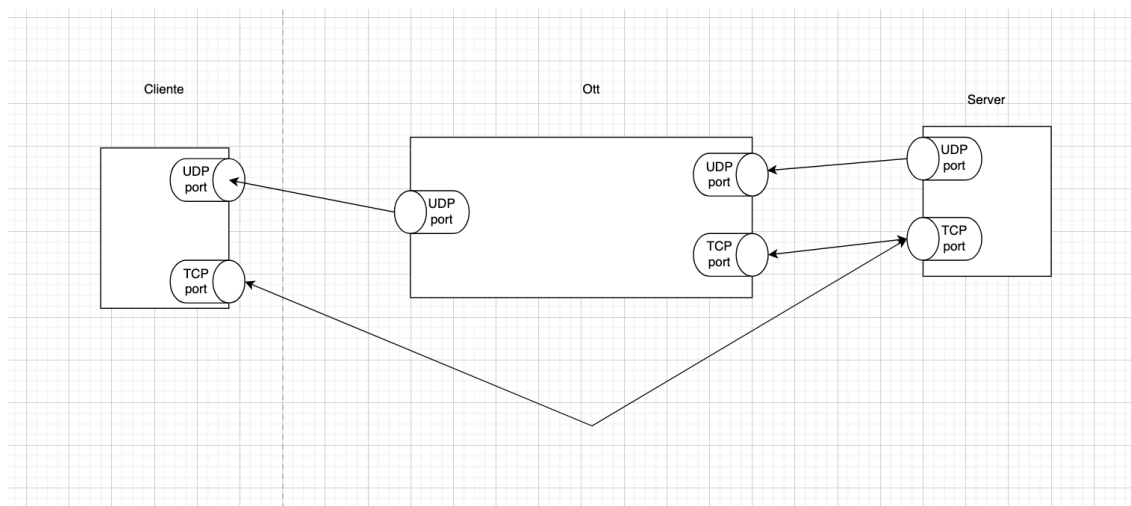 Cliente
Ott
Server
UDP
port
TCP
port
UDP
port
UDP
port
TCP
port
UDP
port
TCP
port